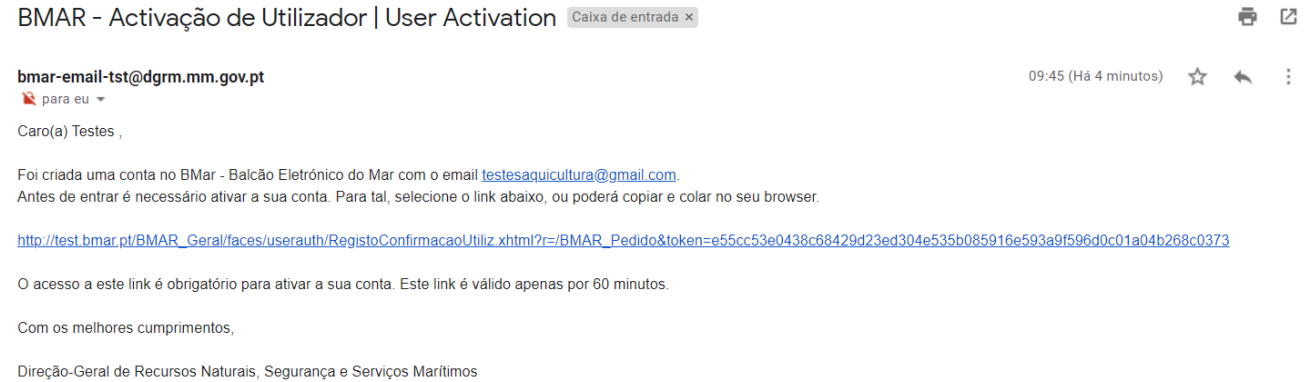 BMAR - Activação de Utilizador | User Activation Caixa de entrada ×
bmar-email-tst@dgrm.mm.gov.pt 09:45 (Há 4 minutos)
para eu
Caro(a) Testes ,
Foi criada uma conta no BMar - Balcão Eletrónico do Mar com o email testesaquicultura@gmail.com.
Antes de entrar é necessário ativar a sua conta. Para tal, selecione o link abaixo, ou poderá copiar e colar no seu browser.
http://test.bmar.pt/BMAR_Geral/faces/userauth/RegistoConfirmacaoUtiliz.xhtml?r=/BMAR_Pedido&token=e55cc53e0438c68429d23ed304e535b085916e593a9f596d0c01a04b268c0373
O acesso a este link é obrigatório para ativar a sua conta. Este link é válido apenas por 60 minutos.
Com os melhores cumprimentos,
Direção-Geral de Recursos Naturais, Segurança e Serviços Marítimos